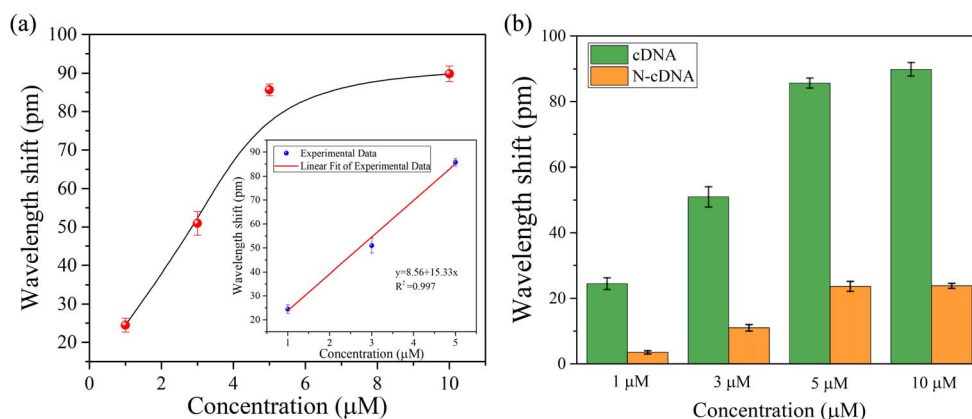 (a)
100
90
80
70
60
50
40
30
20
0 2 4 6 8 10
Wavelength shift (pm)
Concentration (μM)
Experimental Data
Linear Fit of Experimental Data
90
80
70
60
50
40
30
20
1 2 3 4 5
Wavelength shift (pm)
Concentration (μM)
y=8.56+15.33x
R²=0.997
(b)
cDNA
N-cDNA
100
80
60
40
20
0
1 μM 3 μM 5 μM 10 μM
Wavelength shift (pm)
Concentration (μM)